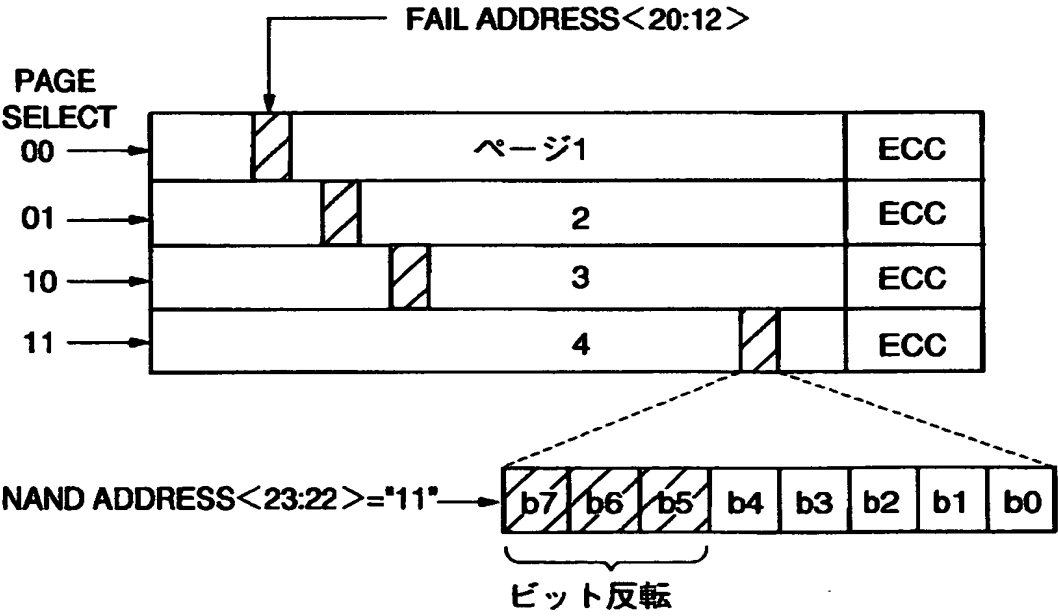 FAIL ADDRESS<20:12>
PAGE
SELECT
00
ページ1
ECC
01
2
ECC
10
3
ECC
11
4
ECC
NAND ADDRESS<23:22>="11"
b7 b6 b5 b4 b3 b2 b1 b0
ビット反転